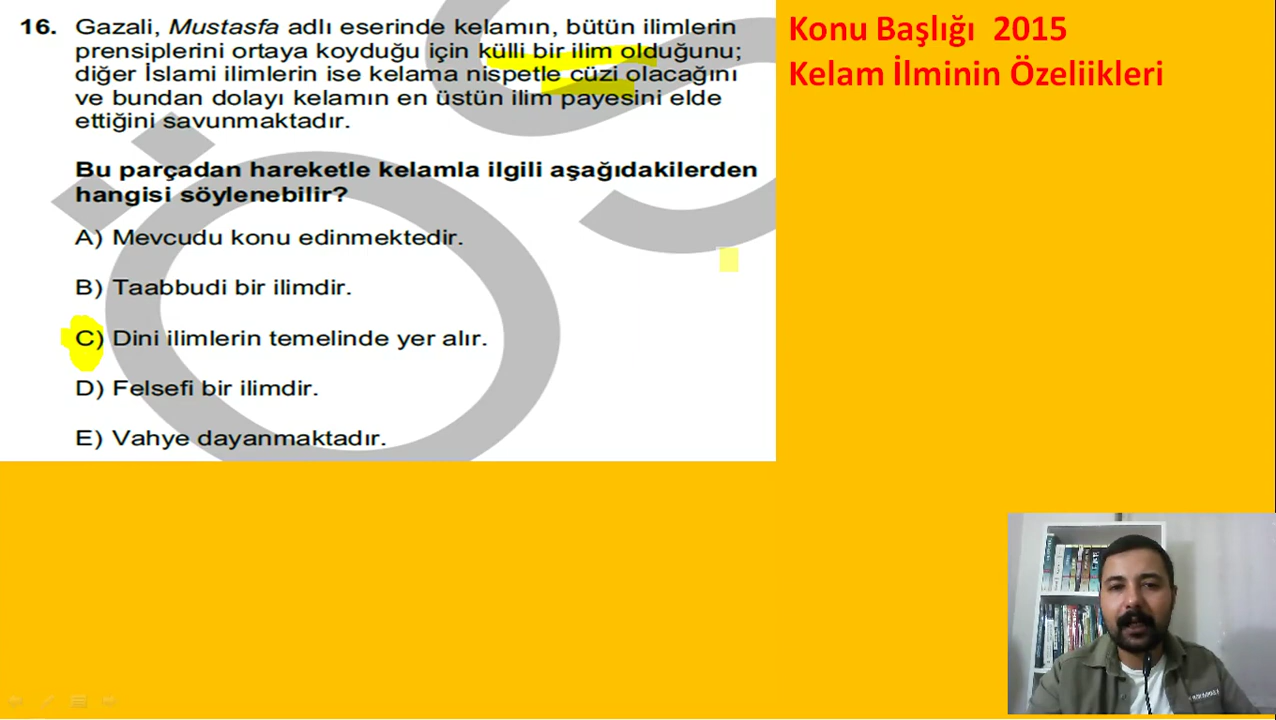 16. Gazali, Mustasfa adlı eserinde kelamın, bütün ilimlerin
prensiplerini ortaya koyduğu için külli bir ilim olduğunu;
diğer İslami ilimlerin ise kelama nispetle cüzi olacağını
ve bundan dolayı kelamın en üstün ilim payesini elde
ettiğini savunmaktadır.
Bu parçadan hareketle kelamla ilgili aşağıdakilerden
hangisi söylenebilir?
A) Mevcudu konu edinmektedir.
B) Taabbudi bir ilimdir.
C) Dini ilimlerin temelinde yer alır.
D) Felsefi bir ilimdir.
E) Vahye dayanmaktadır.
Konu Başlığı 2015
Kelam İlminin Özeliikleri